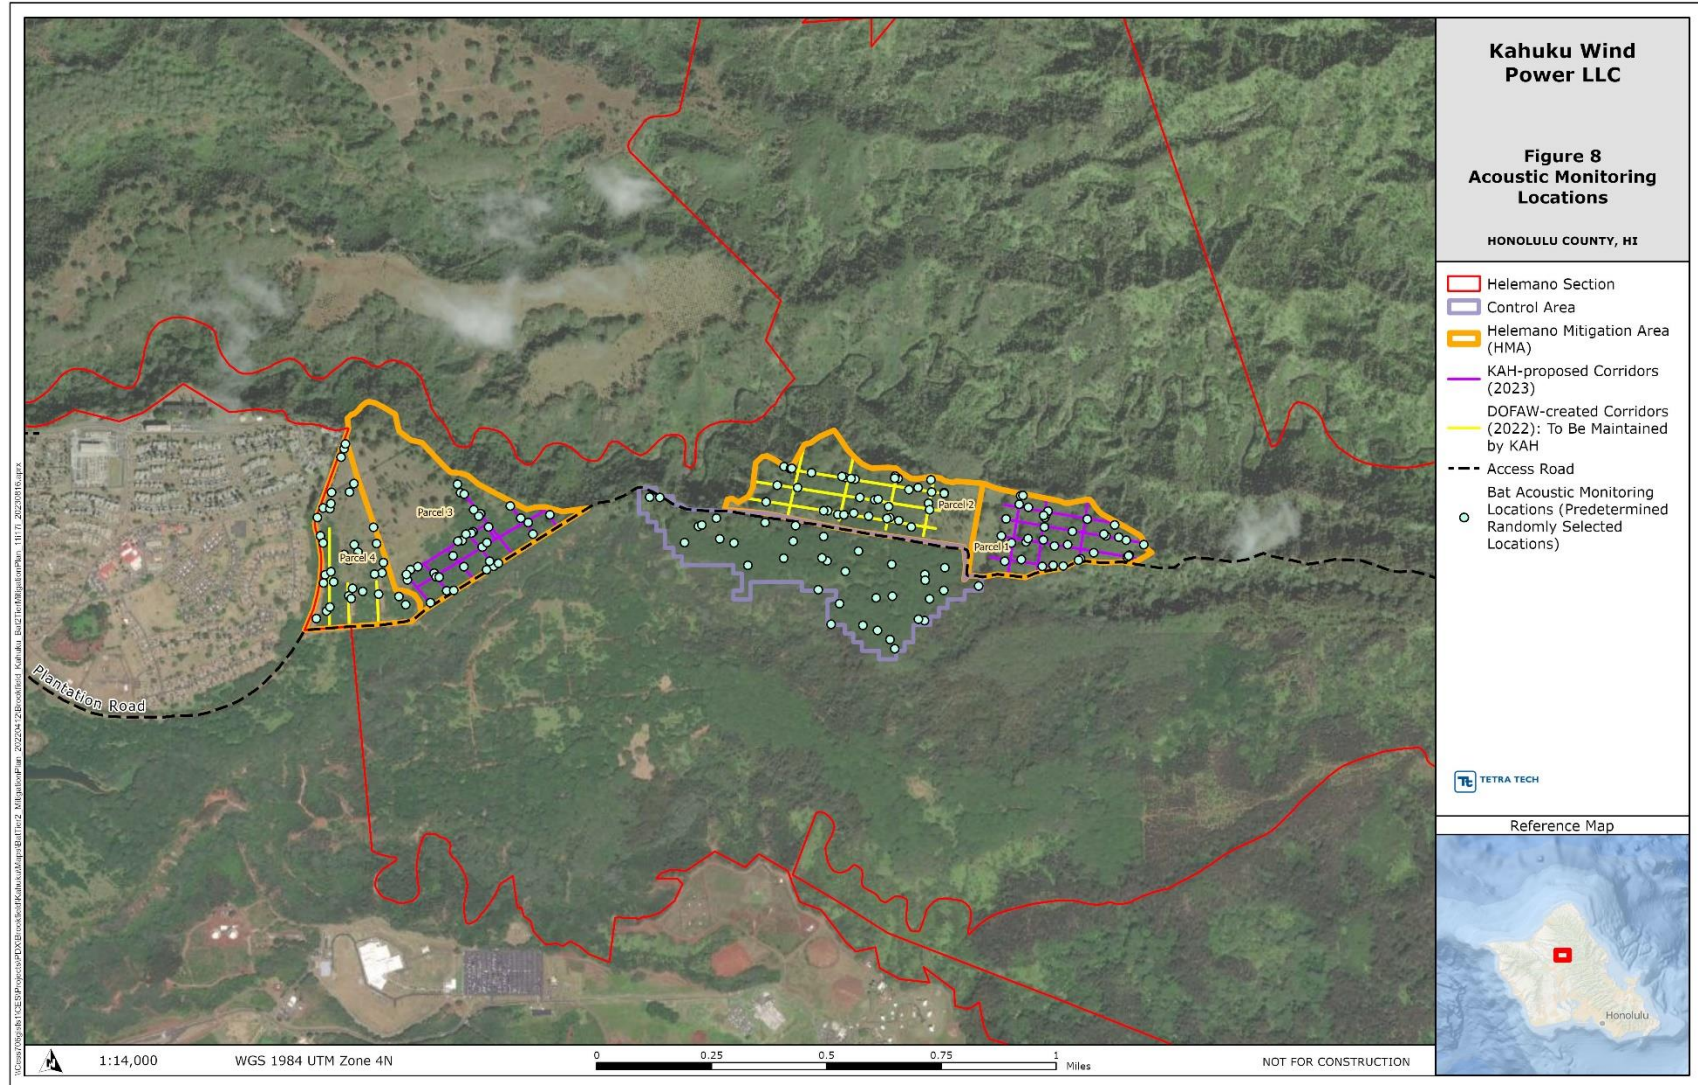 Kahuku Wind
Power LLC
Figure 8
Acoustic Monitoring
Locations
HONOLULU COUNTY, HI
Helemano Section
Control Area
Helemano Mitigation Area
(HMA)
KAH-proposed Corridors
(2023)
DOFAW-created Corridors
(2022): To Be Maintained
by KAH
Access Road
Bat Acoustic Monitoring
Locations (Predetermined
Randomly Selected
Locations)
Tt TETRA TECH
Reference Map
Honolulu
Parcel 3
Parcel 2
Parcel 1
Parcel 4
Plantation Road
1:14,000
WGS 1984 UTM Zone 4N
0 0.25 0.5 0.75 1
Miles
NOT FOR CONSTRUCTION